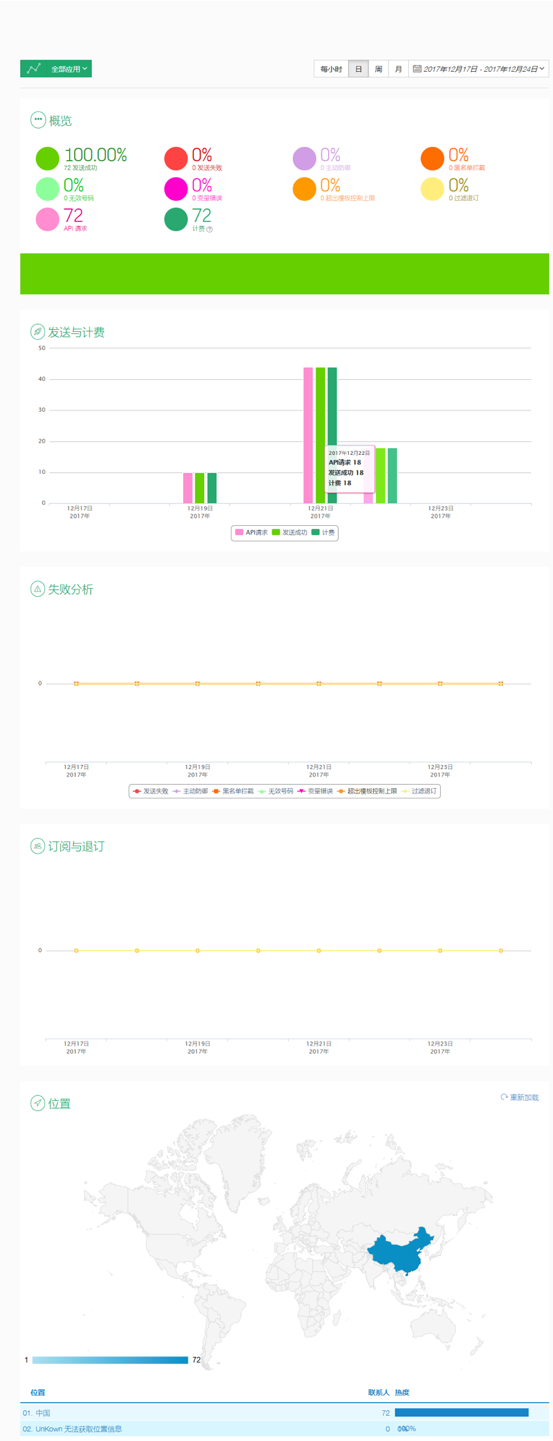 全部应用
每小时 日 周 月 2017年12月17日 - 2017年12月24日
概览
100.00% 0% 0% 0%
72 发送成功 0 发送失败 0 主动防御 0 黑名单拦截
0% 0% 0% 0%
0 无效号码 0 变量错误 0 超出模板控制上限 0 过滤退订
72 72
API 请求 计费
发送与计费
50
40
30
20
10
0
2017年12月22日
API请求 18
发送成功 18
计费 18
12月17日 12月19日 12月21日 12月23日
2017年 2017年 2017年 2017年
API请求 发送成功 计费
失败分析
0
12月17日 12月19日 12月21日 12月23日
2017年 2017年 2017年 2017年
发送失败 主动防御 黑名单拦截 无效号码 变量错误 超出模板控制上限 过滤退订
订阅与退订
0
12月17日 12月19日 12月21日 12月23日
2017年 2017年 2017年 2017年
位置 重新加载
1 72
位置 联系人 热度
01. 中国 72
02. UnKown 无法获取位置信息 0